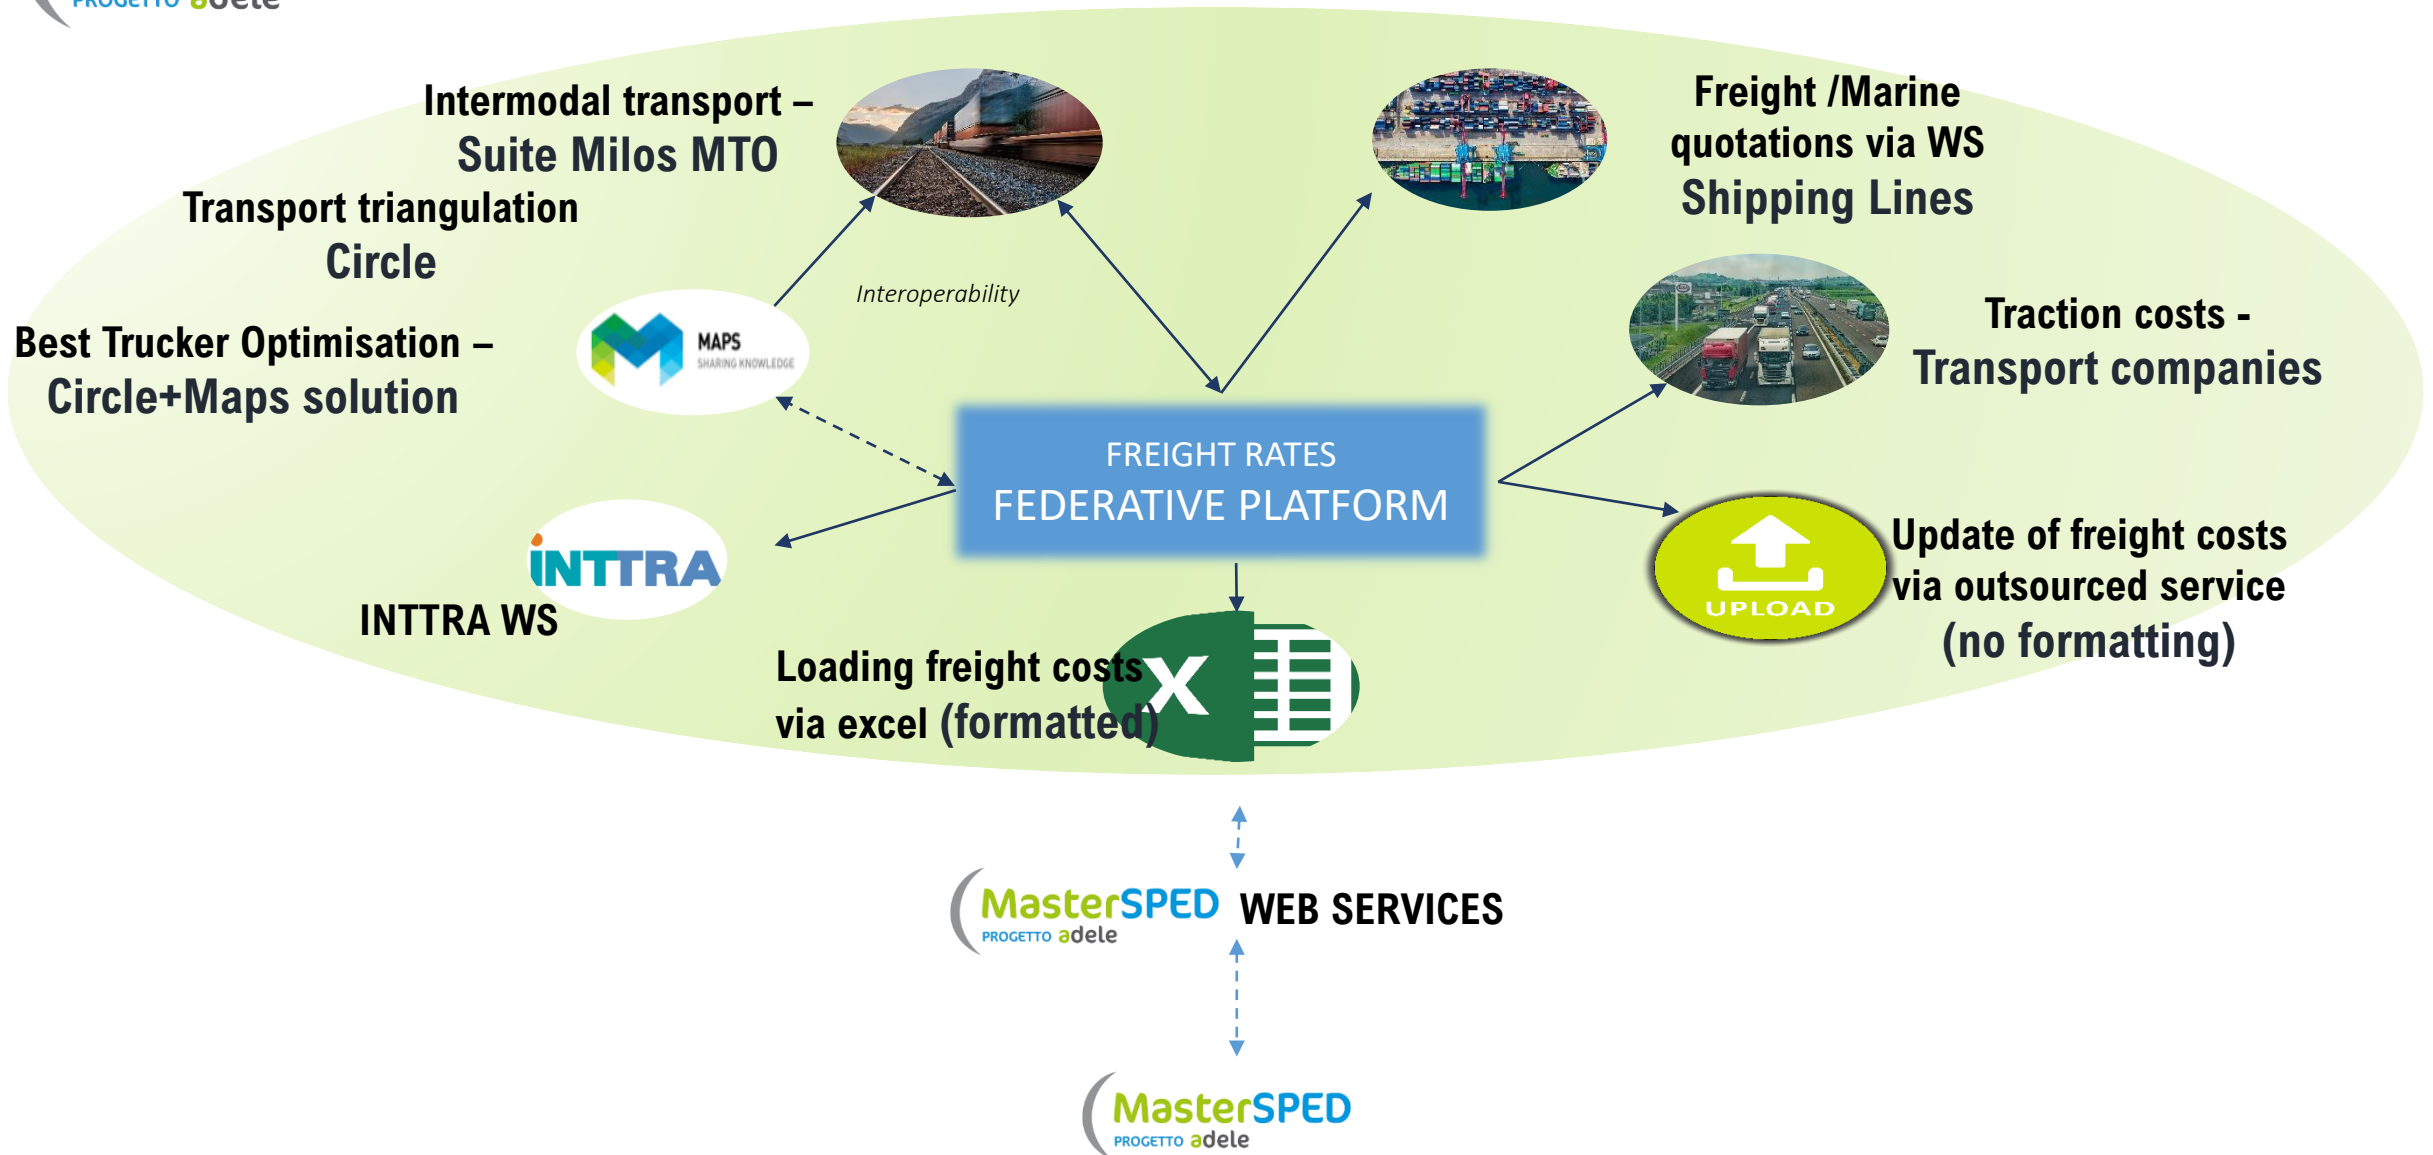 PROGETTO adele
Intermodal transport –
Suite Milos MTO
Transport triangulation
Circle
Best Trucker Optimisation –
Circle+Maps solution
Freight /Marine
quotations via WS
Shipping Lines
Interoperability
MAPS
SHARING KNOWLEDGE
Traction costs -
Transport companies
FREIGHT RATES
FEDERATIVE PLATFORM
INTTRA
INTTRA WS
UPLOAD
Update of freight costs
via outsourced service
(no formatting)
Loading freight costs
via excel (formatted)
X
MasterSPED
PROGETTO adele
WEB SERVICES
MasterSPED
PROGETTO adele